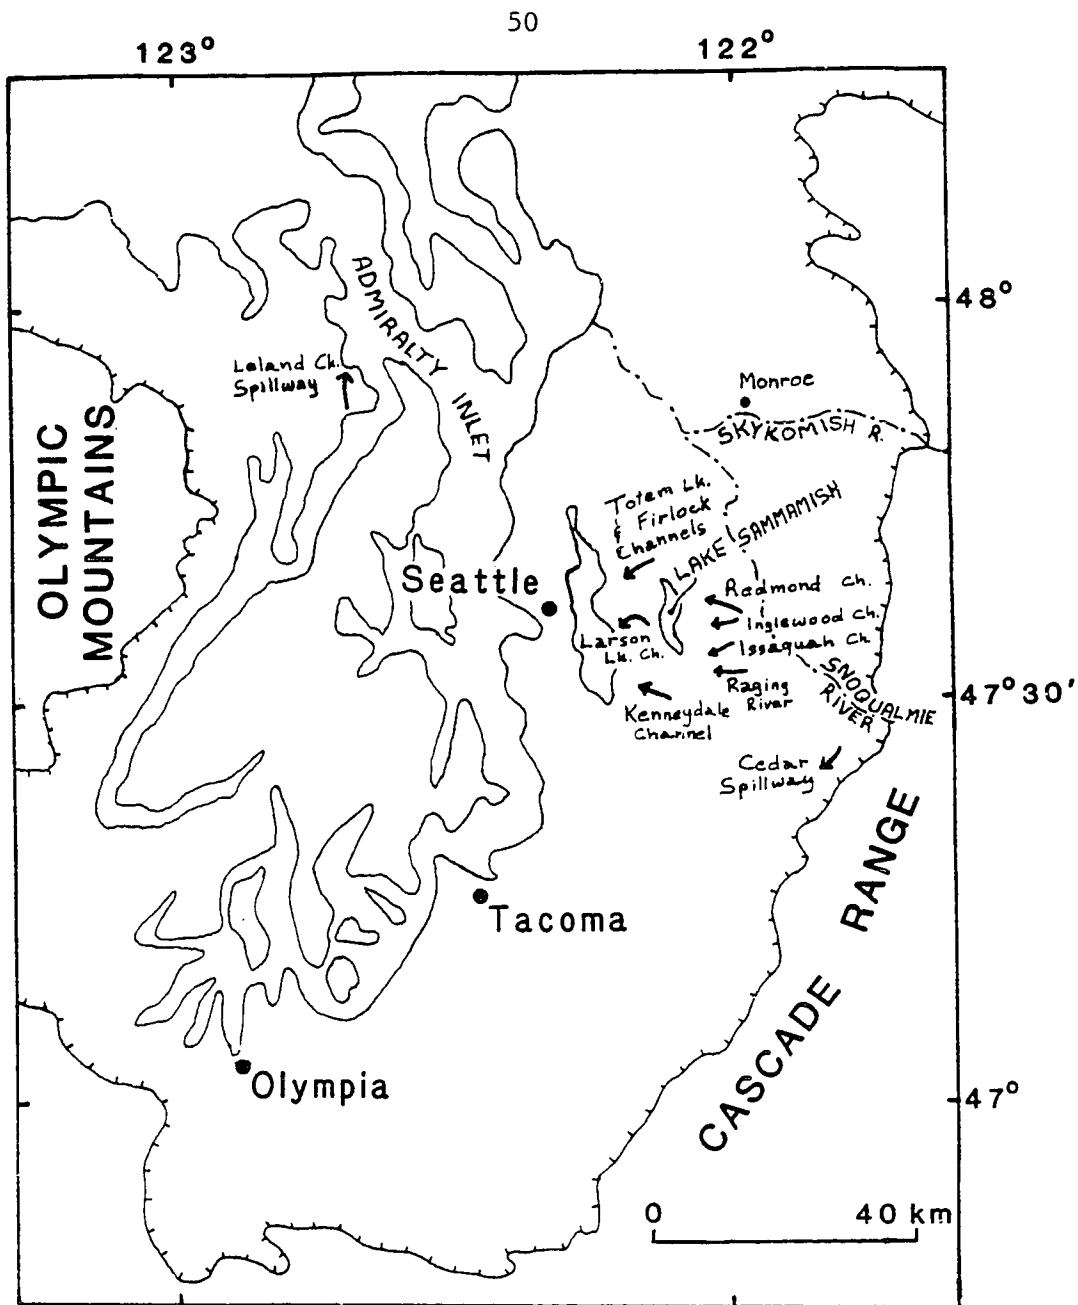 50
123°
122°
48°
ADMIRALTY INLET
Leland Ch.
Spillway
Monroe
SKYKOMISH R.
OLYMPIC
MOUNTAINS
Totem Lk.
& Firlock
Channels
LAKE SAMMAMISH
Seattle
Redmond Ch.
Inglewood Ch.
Larson
Lk. Ch.
Issaquah Ch.
SNOQUALMIE
RIVER
47°30'
Raging
River
Kenneydale
Channel
Cedar
Spillway
CASCADE RANGE
Tacoma
Olympia
47°
0 40 km